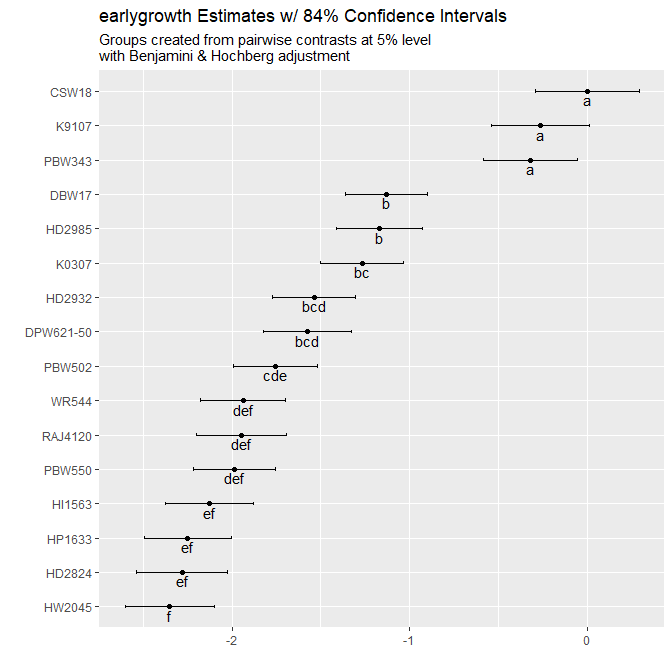 earlygrowth Estimates w/ 84% Confidence Intervals
Groups created from pairwise contrasts at 5% level
with Benjamini & Hochberg adjustment
CSW18
a
K9107
a
PBW343
a
DBW17
b
HD2985
b
K0307
bc
HD2932
bcd
DPW621-50
bcd
PBW502
cde
WR544
def
RAJ4120
def
PBW550
def
HI1563
ef
HP1633
ef
HD2824
ef
HW2045
f
-2 -1 0